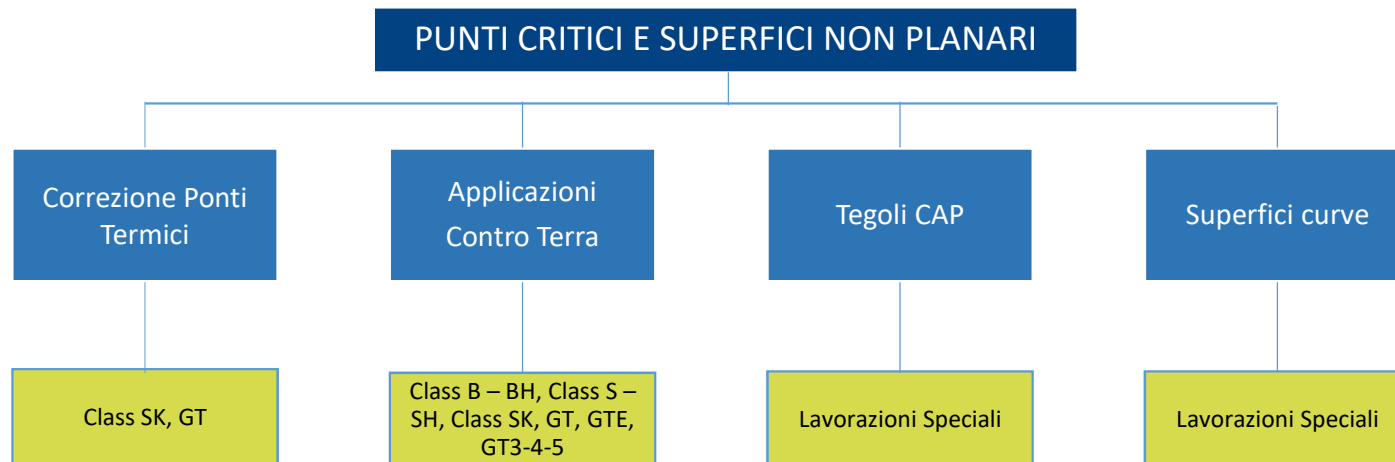 PUNTI CRITICI E SUPERFICI NON PLANARI
Correzione Ponti
Termici
Applicazioni
Contro Terra
Tegoli CAP
Superfici curve
Class SK, GT
Class B – BH, Class S –
SH, Class SK, GT, GTE,
GT3-4-5
Lavorazioni Speciali
Lavorazioni Speciali